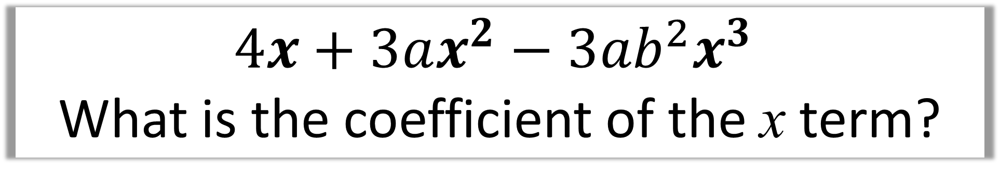 4x + 3ax² − 3ab²x³
What is the coefficient of the x term?